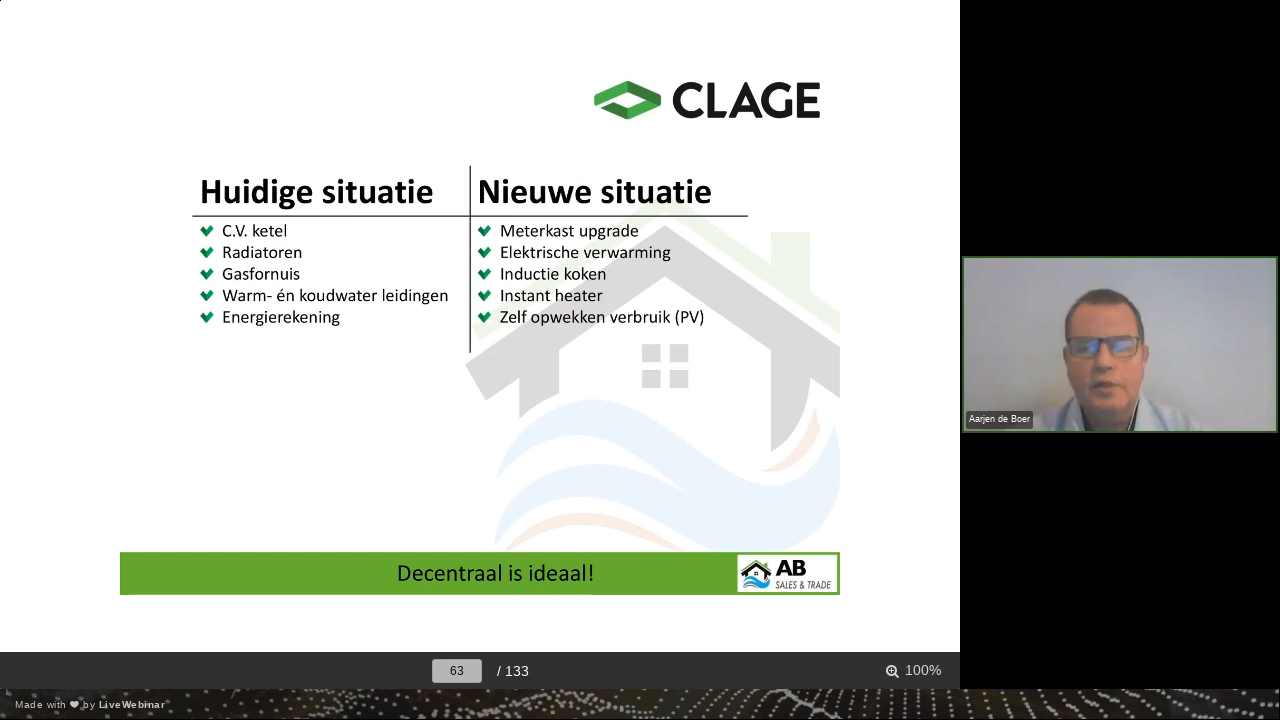 CLAGE
Huidige situatie
C.V. ketel
Radiatoren
Gasfornuis
Warm- én koudwater leidingen
Energierekening
Nieuwe situatie
Meterkast upgrade
Elektrische verwarming
Inductie koken
Instant heater
Zelf opwekken verbruik (PV)
Decentraal is ideaal!
AB
SALES & TRADE
Aarjen de Boer
63 / 133
100%
Made with ❤ by LiveWebinar